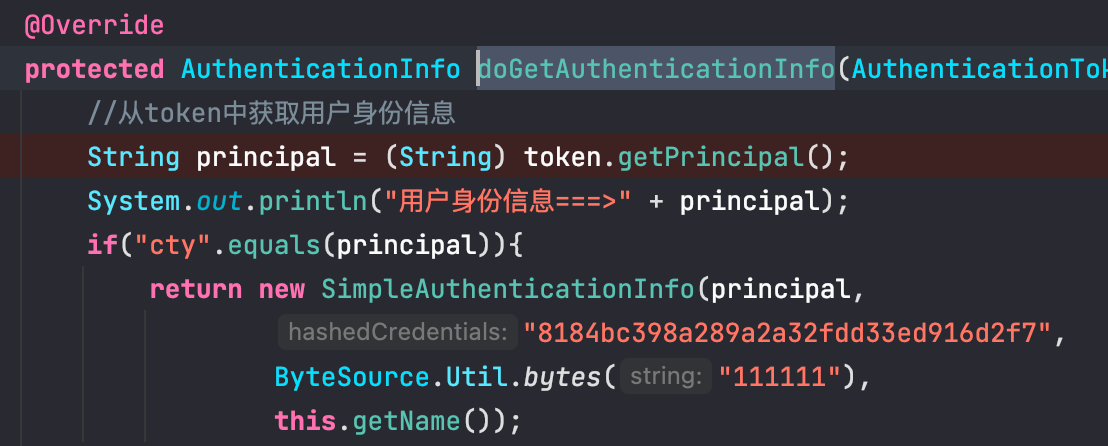 @Override
protected AuthenticationInfo doGetAuthenticationInfo(AuthenticationTok
//从token中获取用户身份信息
String principal = (String) token.getPrincipal();
System.out.println("用户身份信息===>" + principal);
if("cty".equals(principal)){
return new SimpleAuthenticationInfo(principal,
hashedCredentials: "8184bc398a289a2a32fdd33ed916d2f7",
ByteSource.Util.bytes( string: "111111"),
this.getName());